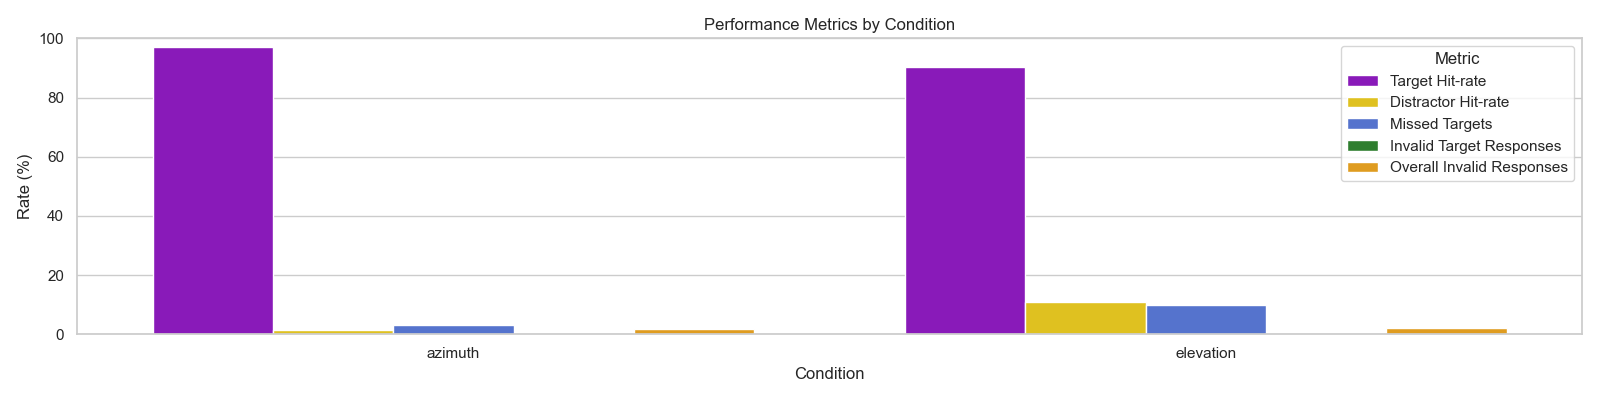 Performance Metrics by Condition
100
80
60
40
20
0
Rate (%)
Metric
Target Hit-rate
Distractor Hit-rate
Missed Targets
Invalid Target Responses
Overall Invalid Responses
azimuth
elevation
Condition